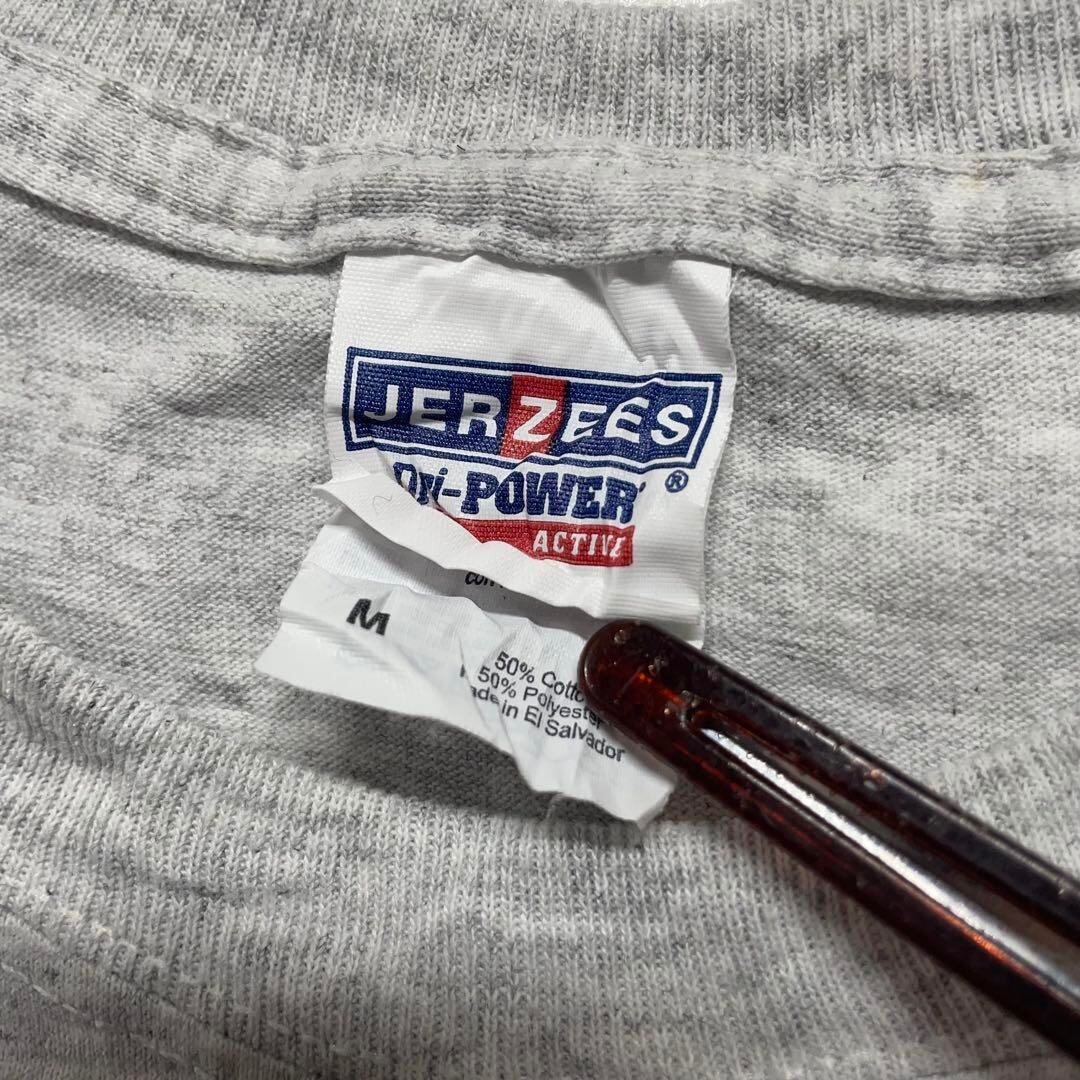 JERZEES
Dri-POWER ®
ACTIVE
M
50% Cotton
50% Polyester
Made in El Salvador